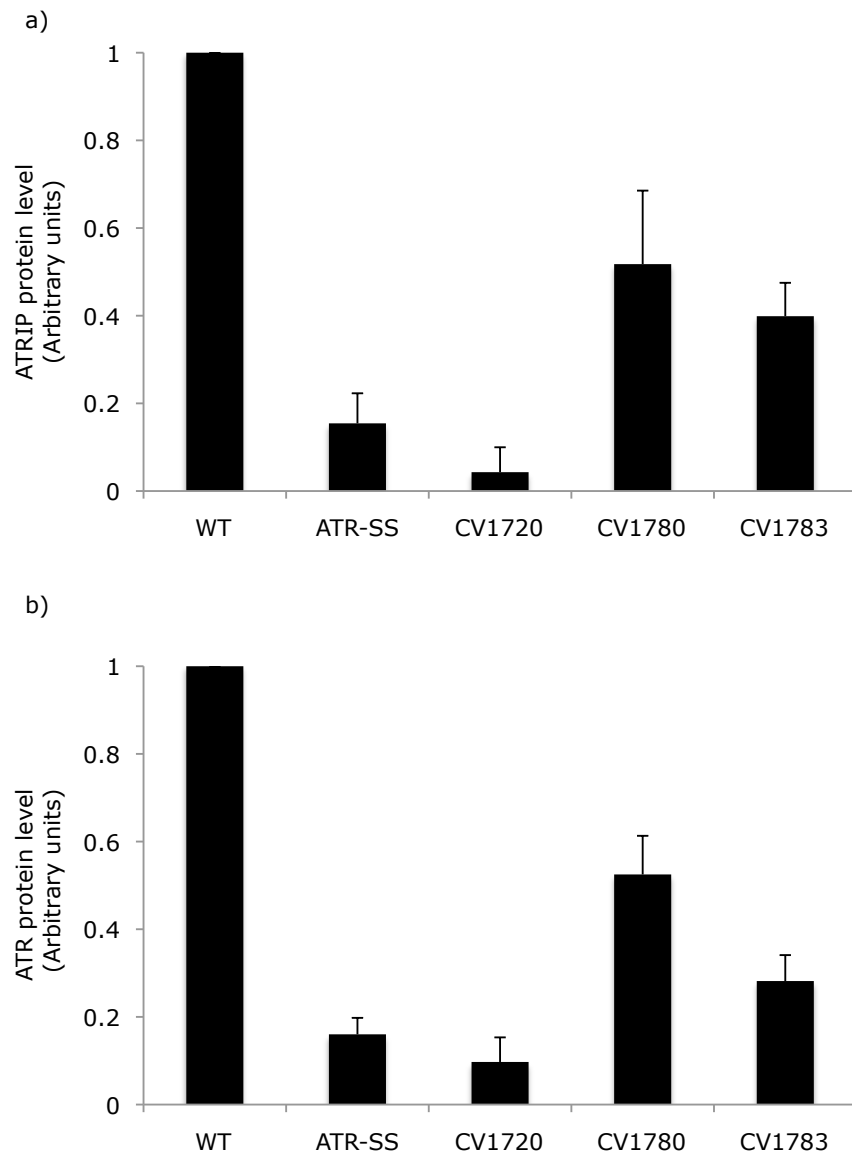 a)
1
0.8
0.6
0.4
0.2
0
ATRIP protein level
(Arbitrary units)
WT ATR-SS CV1720 CV1780 CV1783
b)
1
0.8
0.6
0.4
0.2
0
ATR protein level
(Arbitrary units)
WT ATR-SS CV1720 CV1780 CV1783